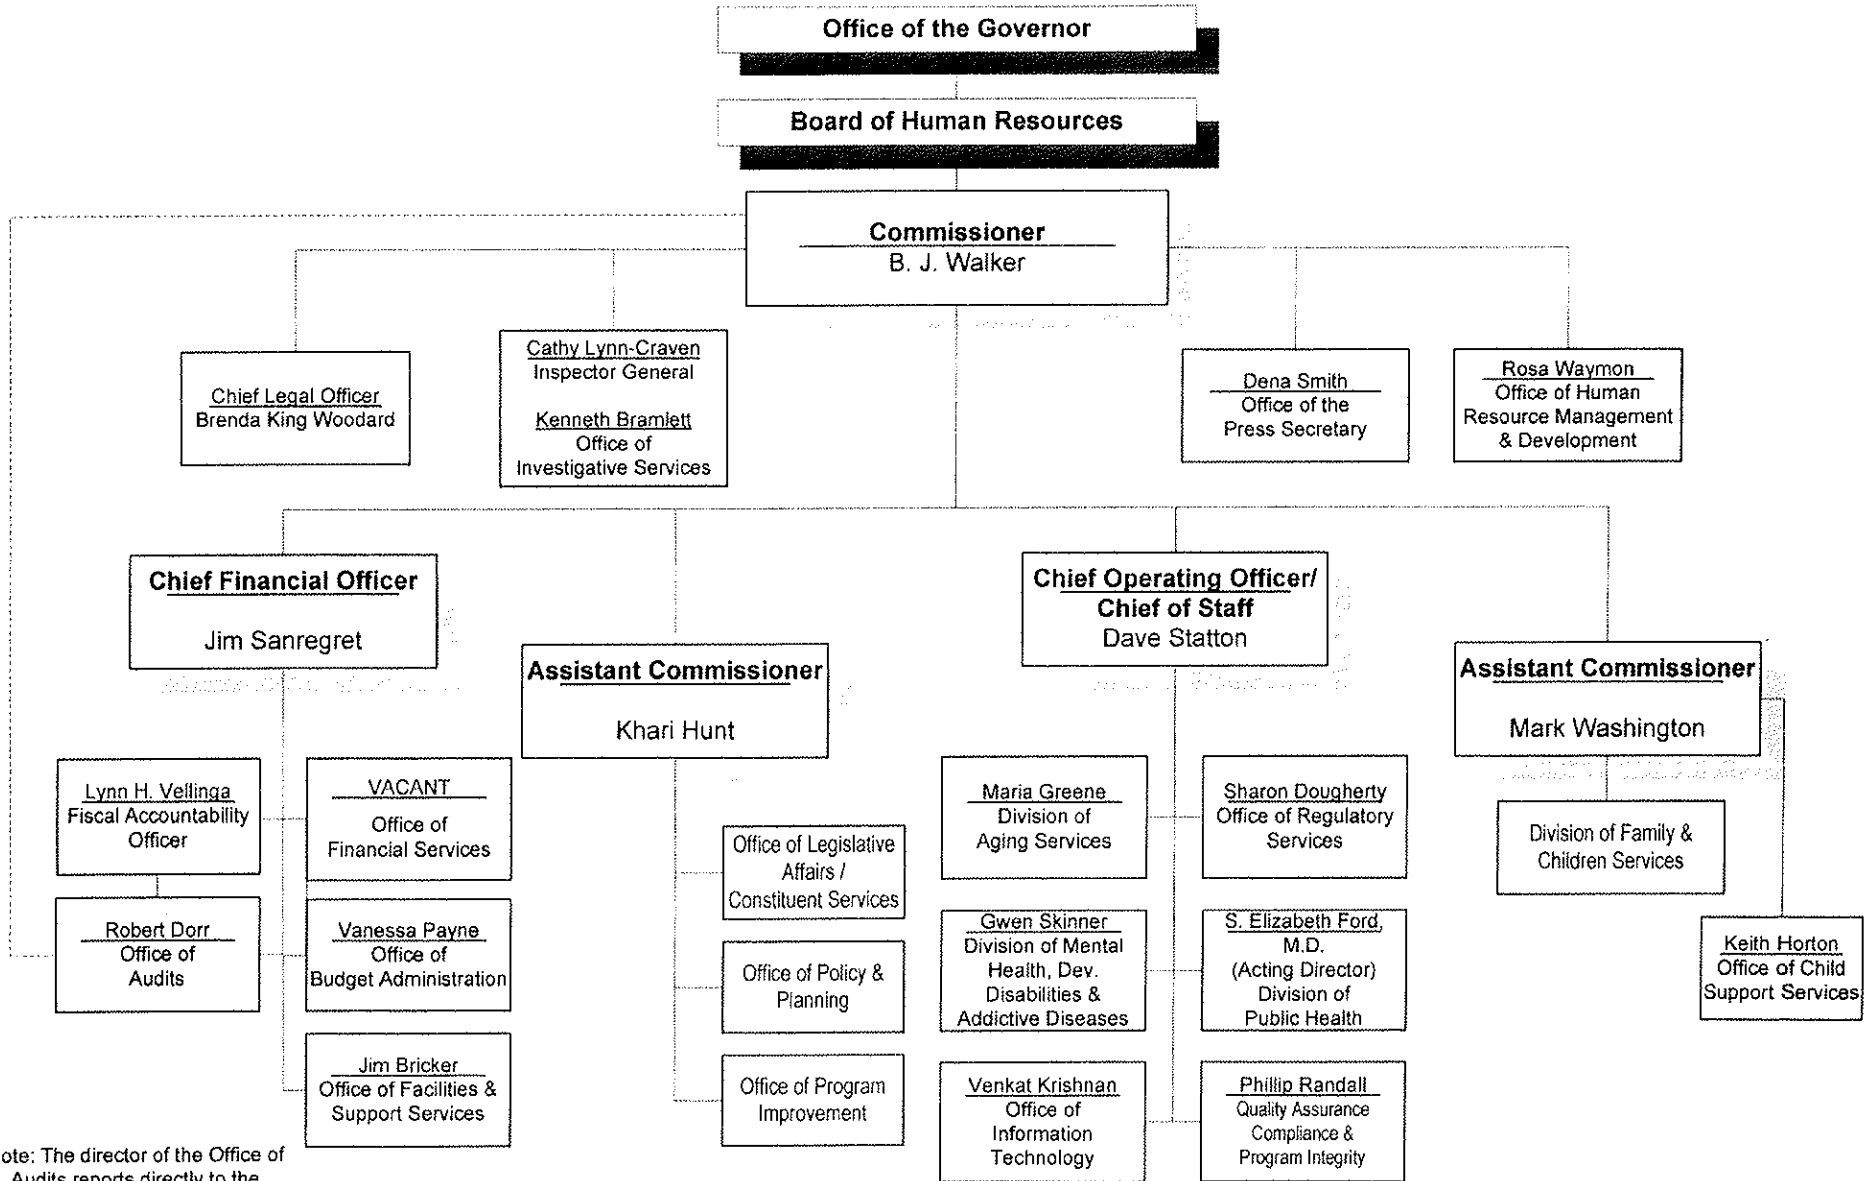 Office of the Governor
Board of Human Resources
Commissioner
B. J. Walker
Chief Legal Officer
Brenda King Woodard
Cathy Lynn-Craven
Inspector General
Kenneth Bramlett
Office of
Investigative Services
Dena Smith
Office of the
Press Secretary
Rosa Waymon
Office of Human
Resource Management
& Development
Chief Financial Officer
Jim Sanregret
Assistant Commissioner
Khari Hunt
Chief Operating Officer/
Chief of Staff
Dave Statton
Assistant Commissioner
Mark Washington
Lynn H. Vellinga
Fiscal Accountability
Officer
VACANT
Office of
Financial Services
Robert Dorr
Office of
Audits
Vanessa Payne
Office of
Budget Administration
Jim Bricker
Office of Facilities &
Support Services
Office of Legislative
Affairs /
Constituent Services
Office of Policy &
Planning
Office of Program
Improvement
Maria Greene
Division of
Aging Services
Sharon Dougherty
Office of Regulatory
Services
Gwen Skinner
Division of Mental
Health, Dev.
Disabilities &
Addictive Diseases
S. Elizabeth Ford,
M.D.
(Acting Director)
Division of
Public Health
Venkat Krishnan
Office of
Information
Technology
Phillip Randall
Quality Assurance
Compliance &
Program Integrity
Division of Family &
Children Services
Keith Horton
Office of Child
Support Services
ote: The director of the Office of
Audits reports directly to the